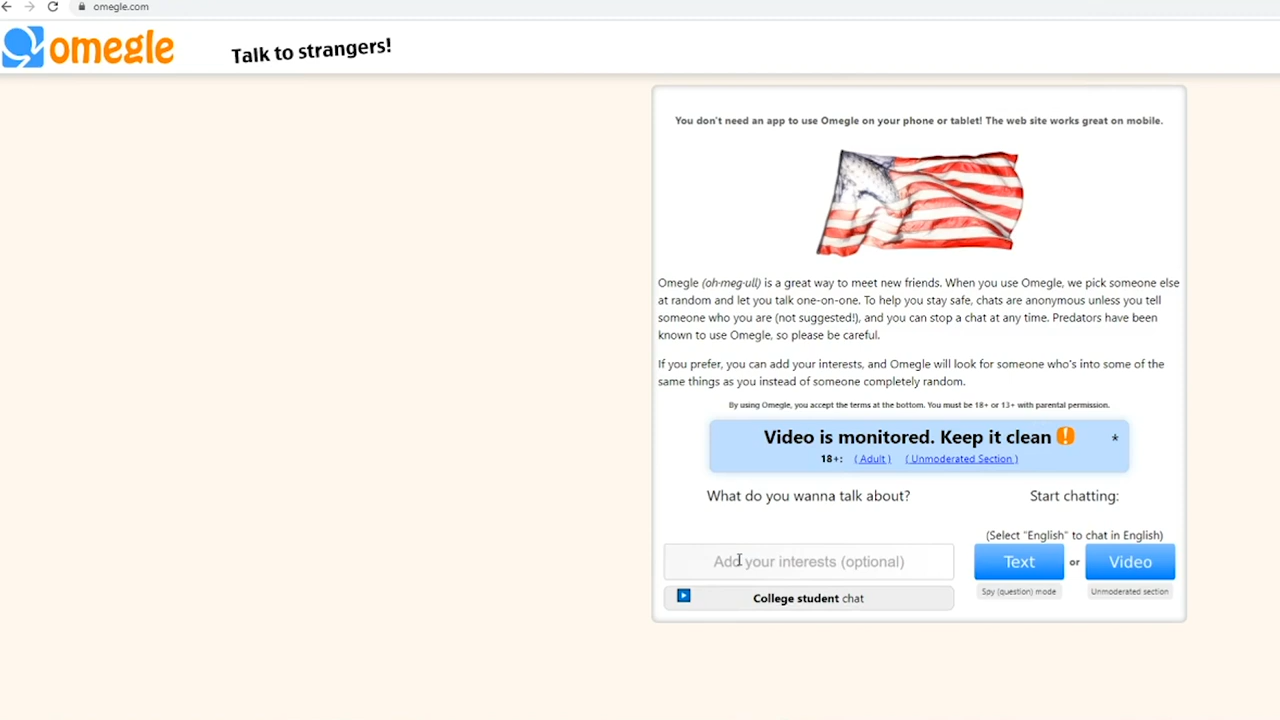 omegle.com
omegle
Talk to strangers!
You don't need an app to use Omegle on your phone or tablet! The web site works great on mobile.
Omegle (oh·meg·ull) is a great way to meet new friends. When you use Omegle, we pick someone else
at random and let you talk one-on-one. To help you stay safe, chats are anonymous unless you tell
someone who you are (not suggested!), and you can stop a chat at any time. Predators have been
known to use Omegle, so please be careful.
If you prefer, you can add your interests, and Omegle will look for someone who's into some of the
same things as you instead of someone completely random.
By using Omegle, you accept the terms at the bottom. You must be 18+ or 13+ with parental permission.
Video is monitored. Keep it clean ! *
18+: ( Adult ) ( Unmoderated Section )
What do you wanna talk about?
Start chatting:
(Select "English" to chat in English)
Add your interests (optional)
Text or Video
College student chat
Spy (question) mode
Unmoderated section